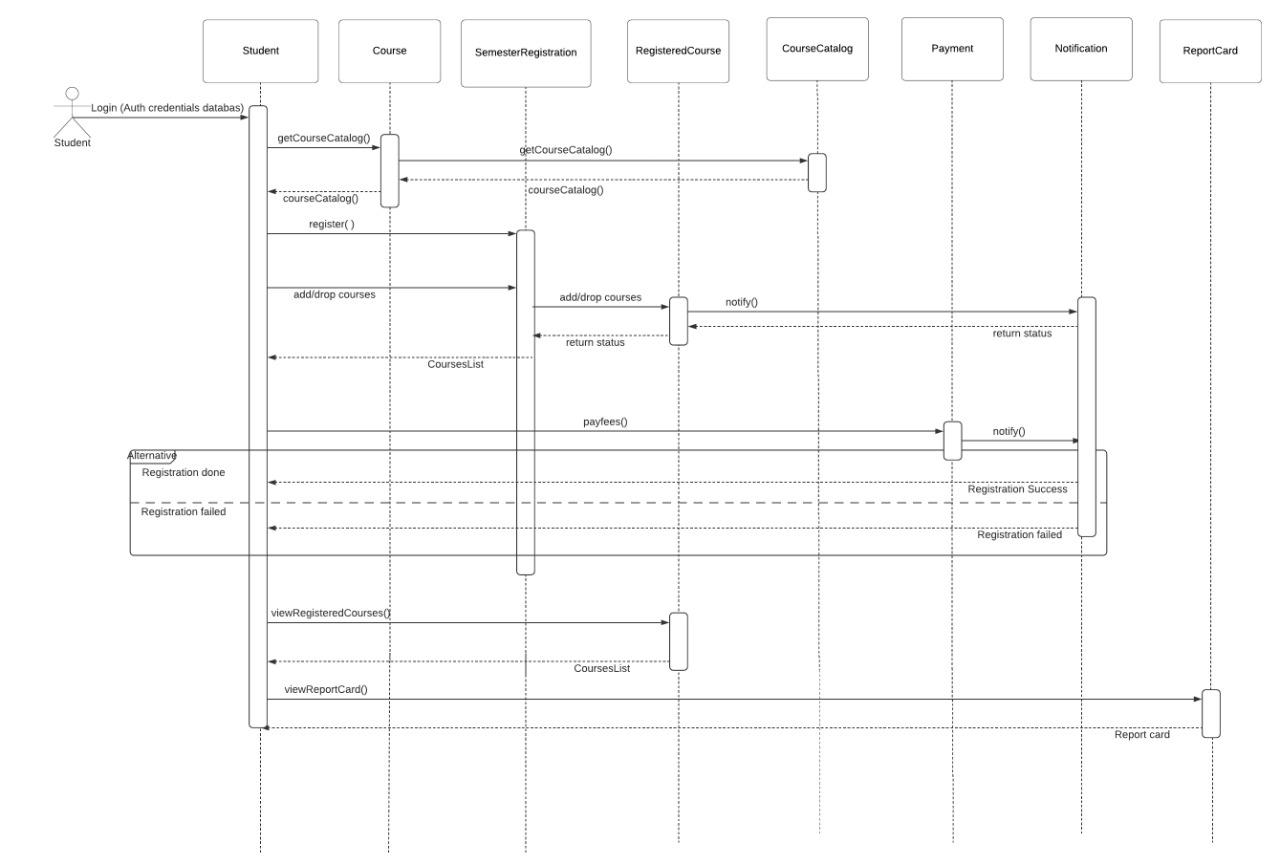 Student
Course
SemesterRegistration
RegisteredCourse
CourseCatalog
Payment
Notification
ReportCard
Login (Auth credentials databas)
Student
getCourseCatalog()
getCourseCatalog()
courseCatalog()
courseCatalog()
register( )
add/drop courses
add/drop courses
notify()
return status
return status
CoursesList
payfees()
notify()
Alternative
Registration done
Registration Success
Registration failed
Registration failed
viewRegisteredCourses()
CoursesList
viewReportCard()
Report card